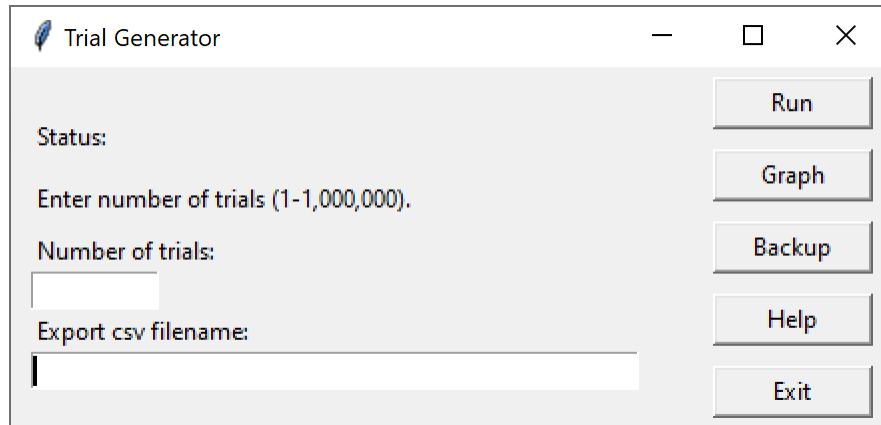 Trial Generator
Run
Status:
Graph
Enter number of trials (1-1,000,000).
Backup
Number of trials:
Help
Export csv filename:
Exit